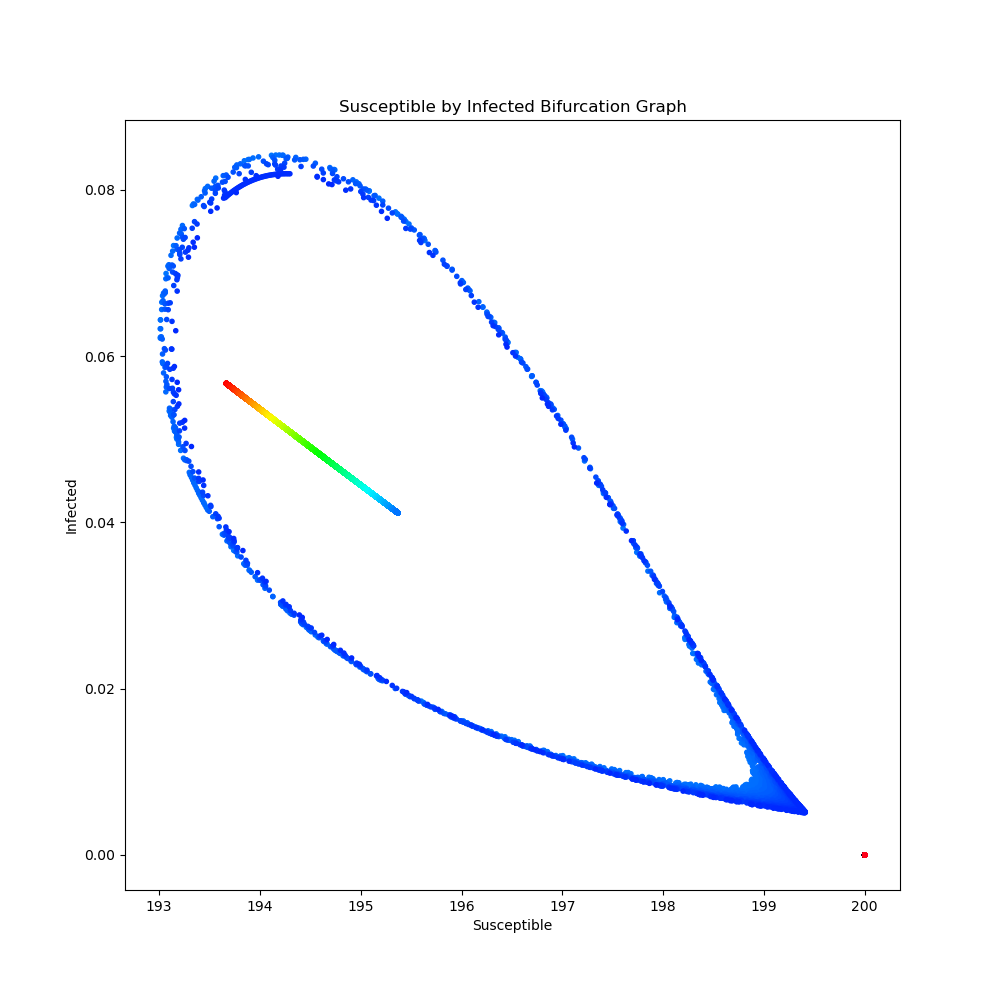 Susceptible by Infected Bifurcation Graph
0.08
0.06
Infected
0.04
0.02
0.00
193 194 195 196 197 198 199 200
Susceptible